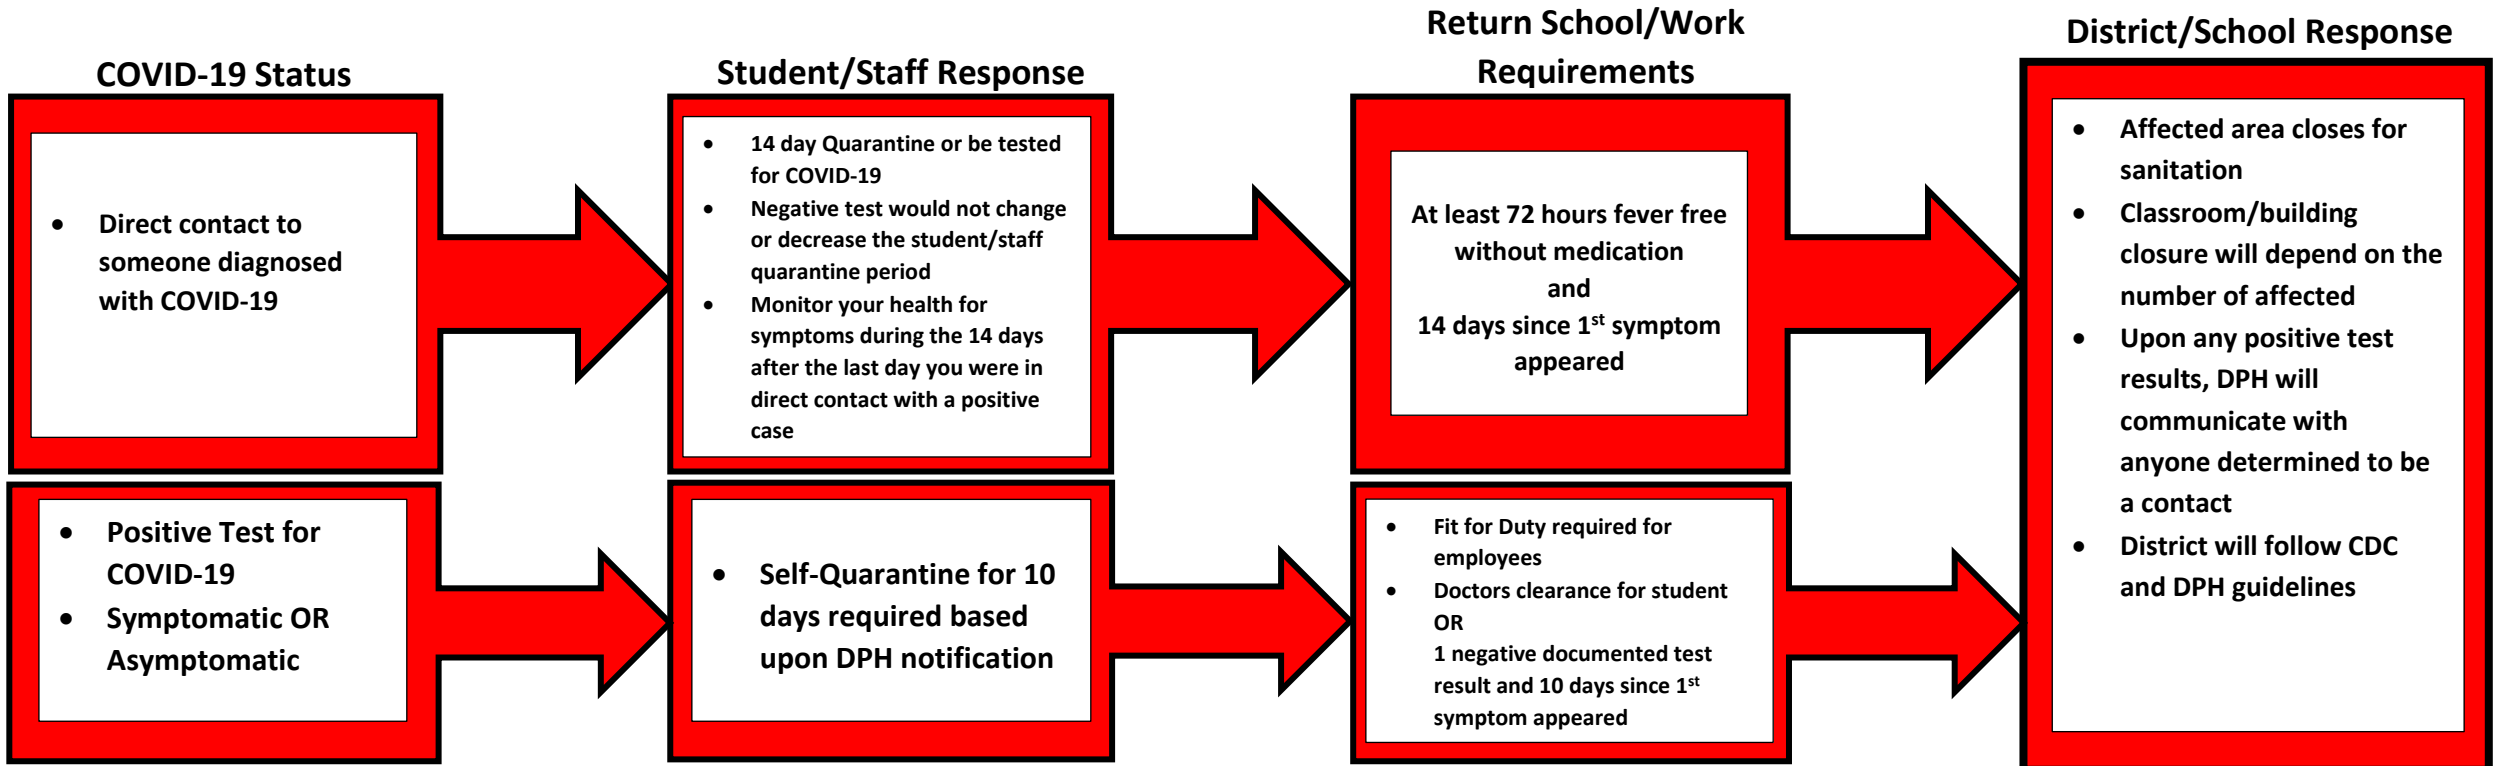 COVID-19 Status
• Direct contact to
someone diagnosed
with COVID-19
• Positive Test for
COVID-19
• Symptomatic OR
Asymptomatic
Student/Staff Response
• 14 day Quarantine or be tested
for COVID-19
• Negative test would not change
or decrease the student/staff
quarantine period
• Monitor your health for
symptoms during the 14 days
after the last day you were in
direct contact with a positive
case
• Self-Quarantine for 10
days required based
upon DPH notification
Return School/Work
Requirements
At least 72 hours fever free
without medication
and
14 days since 1st symptom
appeared
• Fit for Duty required for
employees
• Doctors clearance for student
OR
1 negative documented test
result and 10 days since 1st
symptom appeared
District/School Response
• Affected area closes for
sanitation
• Classroom/building
closure will depend on the
number of affected
• Upon any positive test
results, DPH will
communicate with
anyone determined to be
a contact
• District will follow CDC
and DPH guidelines